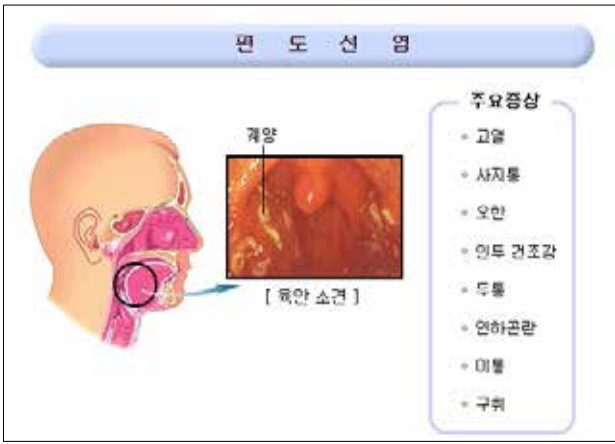 편 도 선 염
궤양
[ 육안 소견 ]
주요증상
◦ 고열
◦ 사지통
◦ 오한
◦ 인두 건조감
◦ 두통
◦ 연하곤란
◦ 이통
◦ 구취